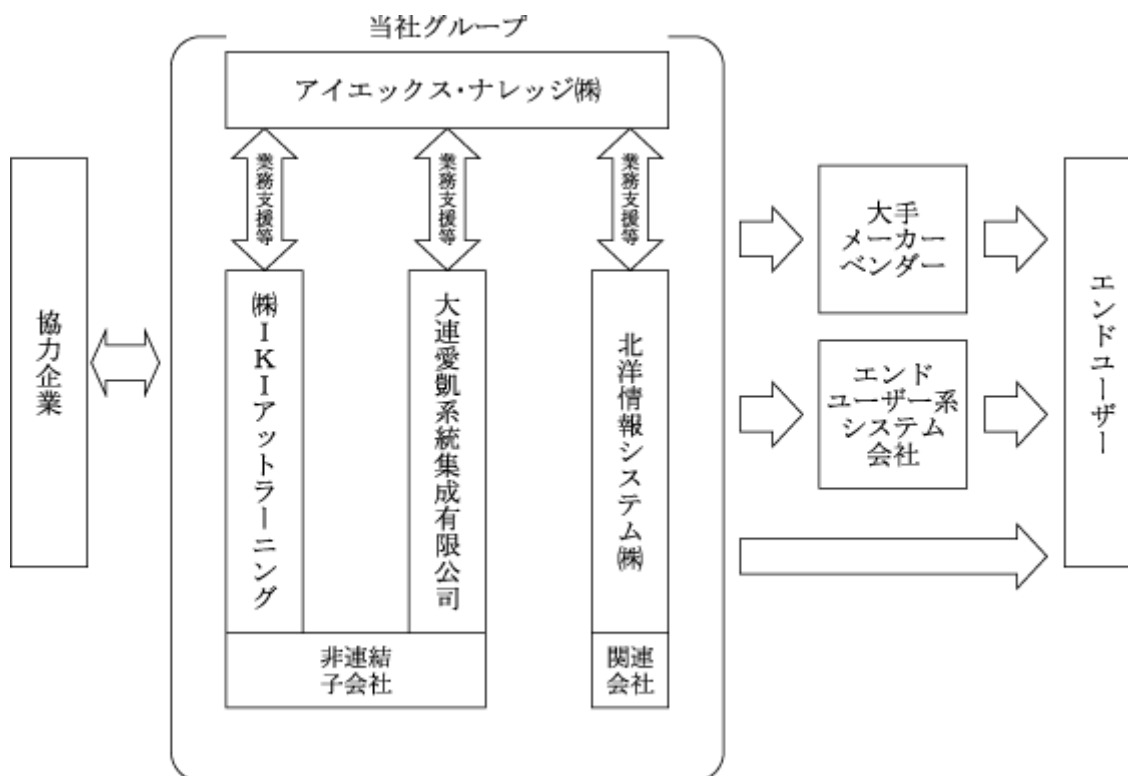 当社グループ
アイエックス・ナレッジ㈱
業務支援等
業務支援等
業務支援等
協力企業
㈱IKIアットラーニング
大連愛凱系統集成有限公司
北洋情報システム㈱
非連結
子会社
関連
会社
大手
メーカー
ベンダー
エンド
ユーザー系
システム
会社
エンドユーザー